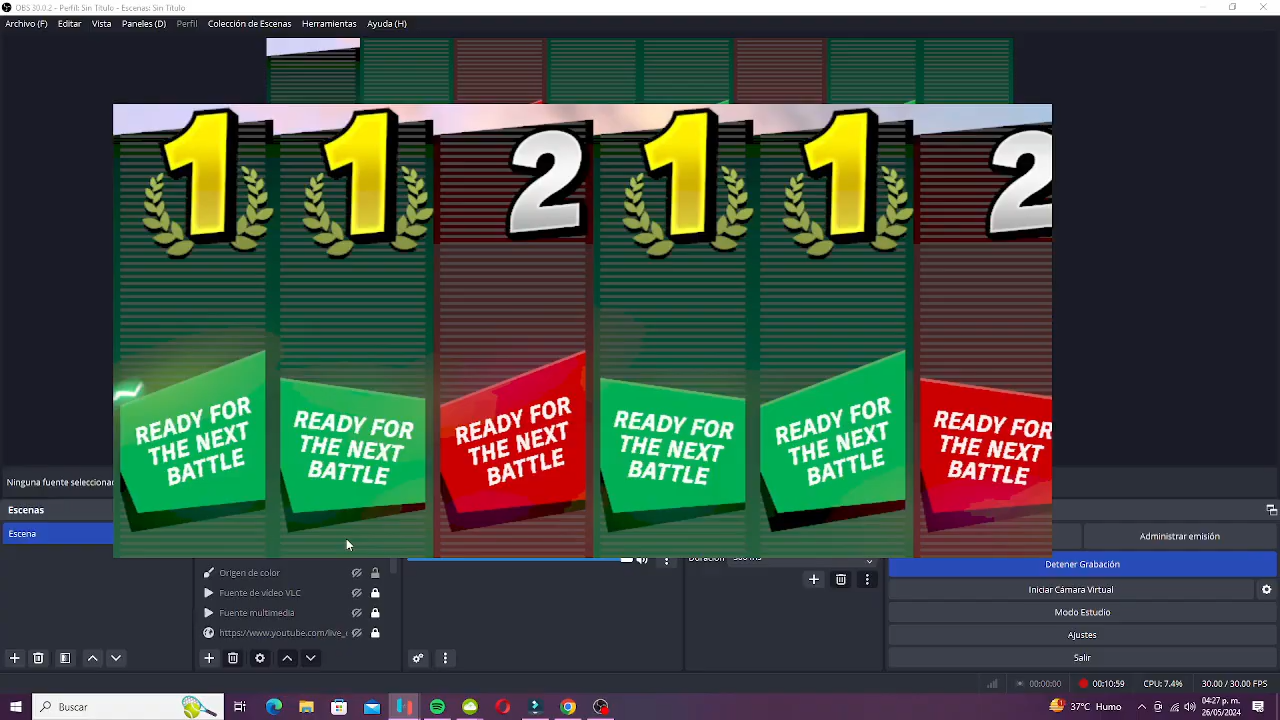 OBS 30.0.2 - Perfil: Sin Título - Escenas: Sin Título
Archivo (F) Editar Vista Paneles (D) Perfil Colección de Escenas Herramientas Ayuda (H)
1 1 2 1 1 2
READY FOR
THE NEXT
BATTLE
READY FOR
THE NEXT
BATTLE
READY FOR
THE NEXT
BATTLE
READY FOR
THE NEXT
BATTLE
READY FOR
THE NEXT
BATTLE
READY FOR
THE NEXT
BATTLE
Ninguna fuente seleccionar
Escenas
Escena
Origen de color
Fuente de vídeo VLC
Fuente multimedia
https://www.youtube.com/live_
Administrar emisión
Detener Grabación
Iniciar Cámara Virtual
Modo Estudio
Ajustes
Salir
00:00:00 00:10:59 CPU: 7.4% 30.00 / 30.00 FPS
Buscar
37°C Humo
04:27 p. m.
26/05/2024